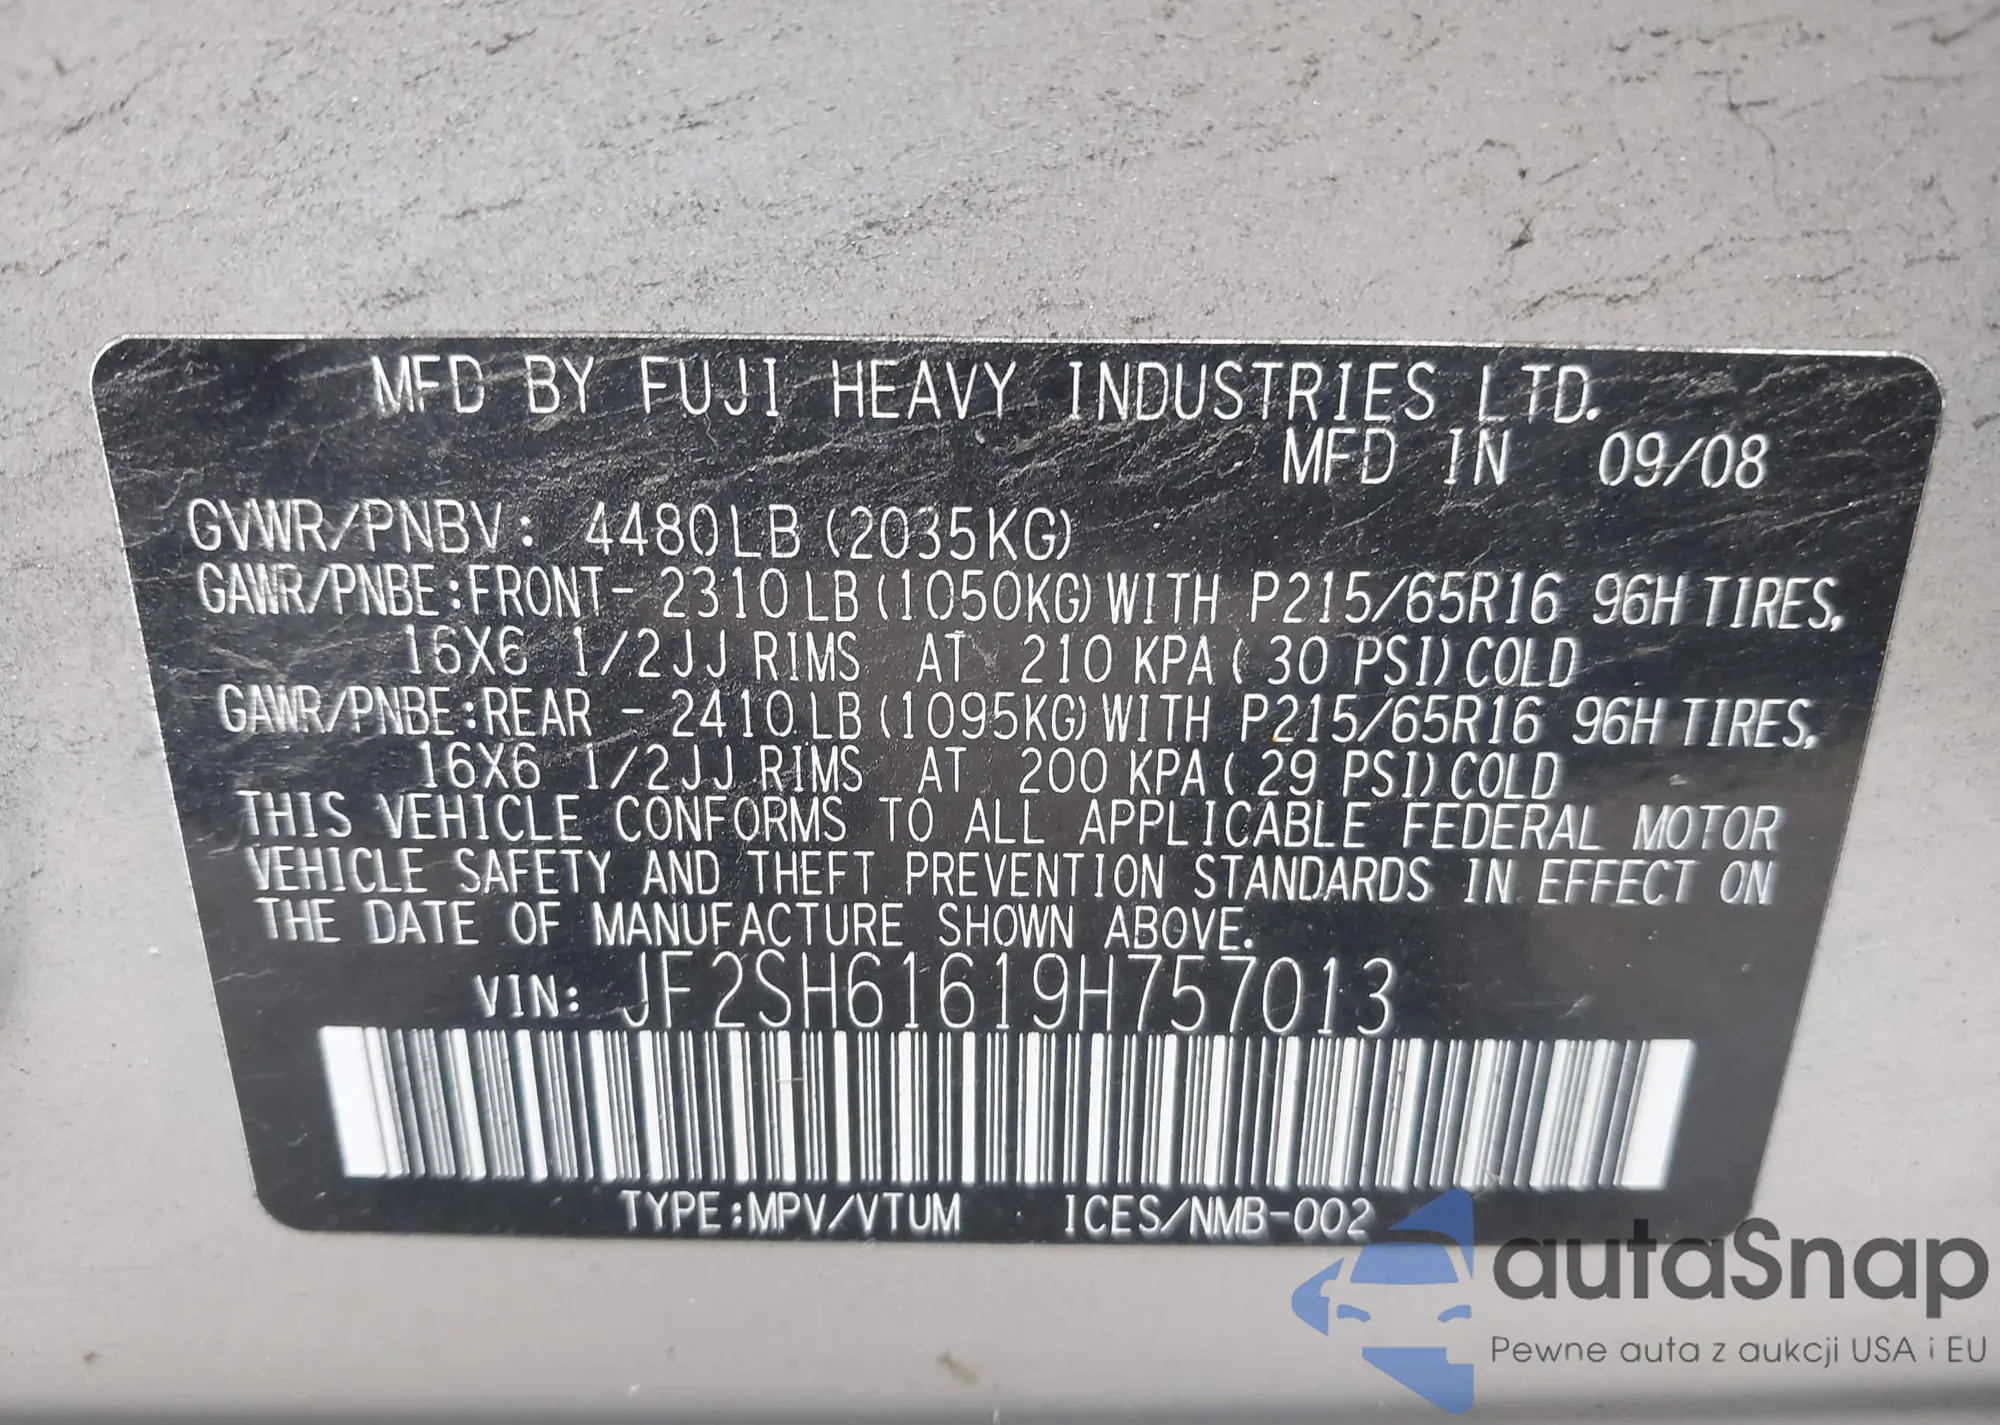 MFD BY FUJI HEAVY INDUSTRIES LTD.
MFD IN 09/08
GVWR/PNBV: 4480LB (2035KG)
GAWR/PNBE:FRONT- 2310LB(1050KG)WITH P215/65R16 96H TIRES,
16X6 1/2JJ RIMS AT 210 KPA( 30 PSI)COLD
GAWR/PNBE:REAR - 2410LB(1095KG)WITH P215/65R16 96H TIRES,
16X6 1/2JJ RIMS AT 200 KPA( 29 PSI)COLD
THIS VEHICLE CONFORMS TO ALL APPLICABLE FEDERAL MOTOR
VEHICLE SAFETY AND THEFT PREVENTION STANDARDS IN EFFECT ON
THE DATE OF MANUFACTURE SHOWN ABOVE.
VIN: JF2SH61619H757013
TYPE:MPV/VTUM ICES/NMB-002
autaSnap
Pewne auta z aukcji USA i EU